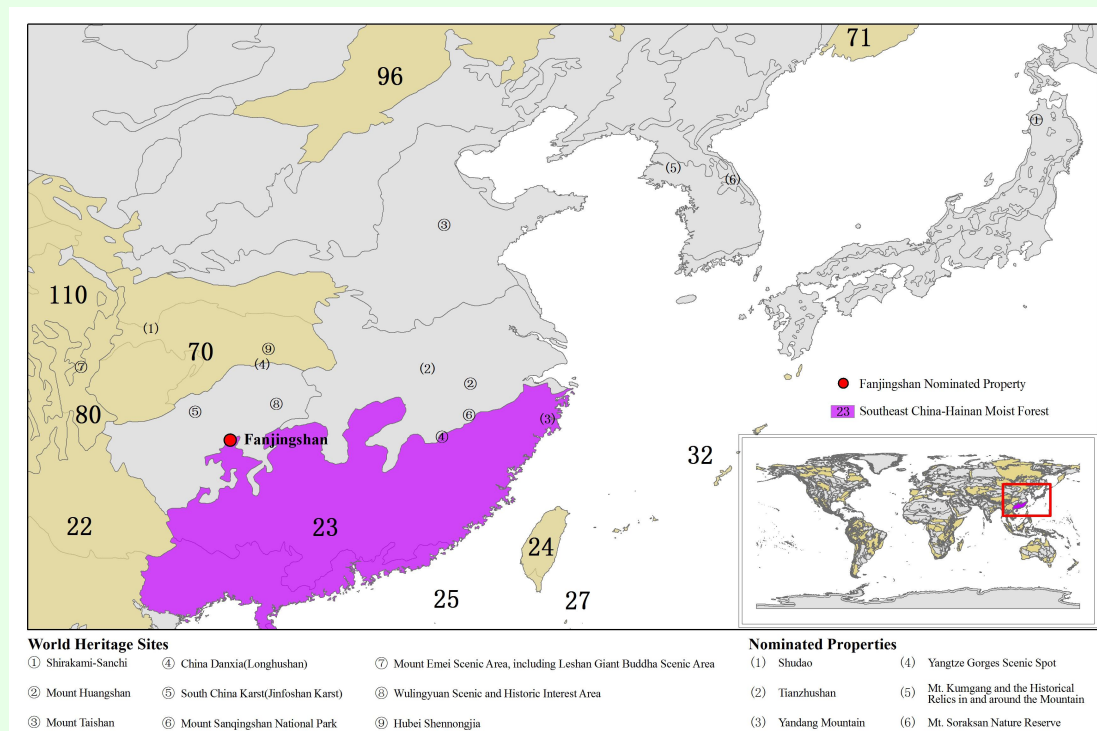 71
96
①
(5)
(6)
③
110
(1)
70
⑨
(4)
⑦
(2)
②
80
⑤
⑧
⑥
(3)
④
Fanjingshan
Fanjingshan Nominated Property
23 Southeast China-Hainan Moist Forest
32
22
23
24
25
27
World Heritage Sites
① Shirakami-Sanchi
④ China Danxia(Longhushan)
⑦ Mount Emei Scenic Area, including Leshan Giant Buddha Scenic Area
② Mount Huangshan
⑤ South China Karst(Jinfoshan Karst)
⑧ Wulingyuan Scenic and Historic Interest Area
③ Mount Taishan
⑥ Mount Sanqingshan National Park
⑨ Hubei Shennongjia
Nominated Properties
(1) Shudao
(4) Yangtze Gorges Scenic Spot
(2) Tianzhushan
(5) Mt. Kumgang and the Historical
Relics in and around the Mountain
(3) Yandang Mountain
(6) Mt. Soraksan Nature Reserve